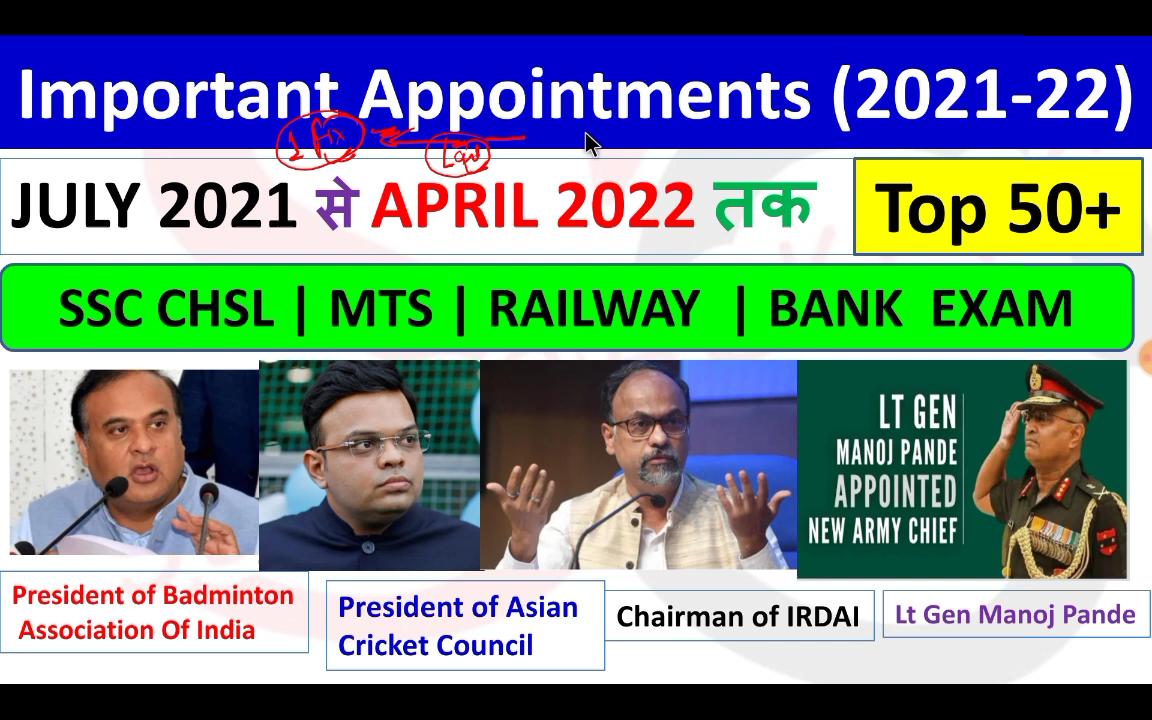 Important Appointments (2021-22)
JULY 2021 से APRIL 2022 तक
Top 50+
SSC CHSL | MTS | RAILWAY | BANK EXAM
LT GEN
MANOJ PANDE
APPOINTED
NEW ARMY CHIEF
President of Badminton
Association Of India
President of Asian
Cricket Council
Chairman of IRDAI
Lt Gen Manoj Pande